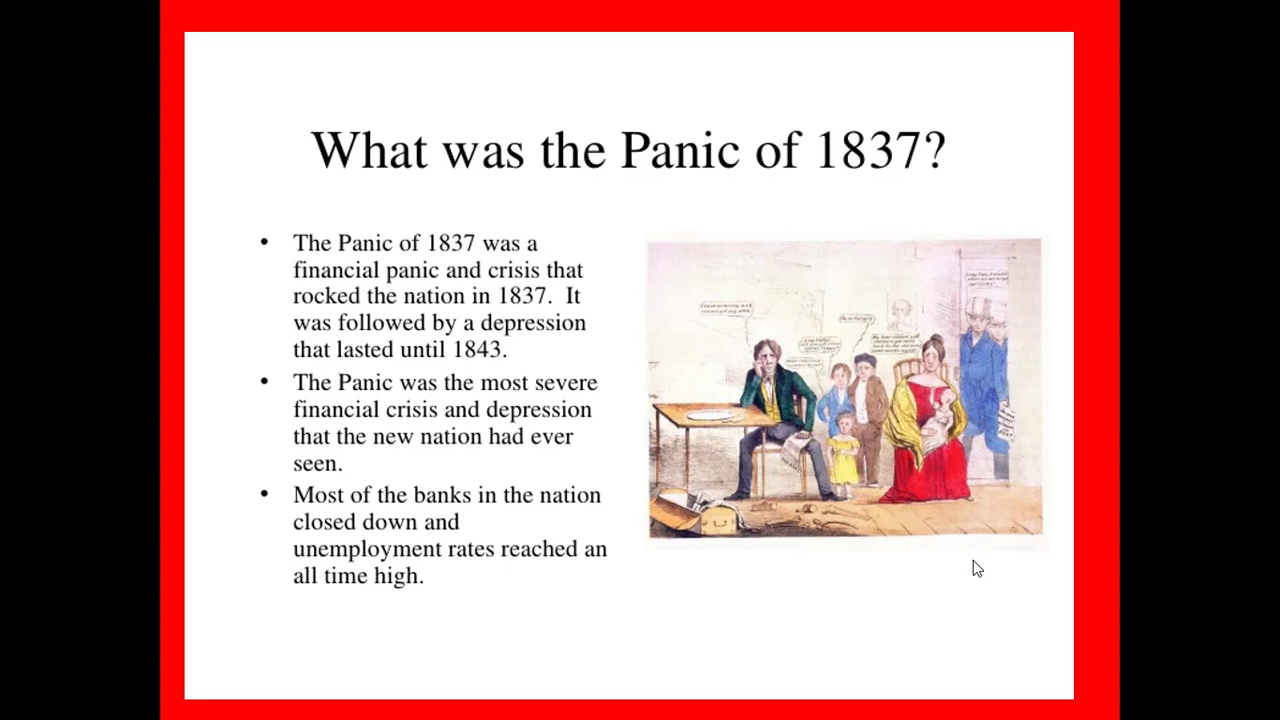 What was the Panic of 1837?
• The Panic of 1837 was a
financial panic and crisis that
rocked the nation in 1837. It
was followed by a depression
that lasted until 1843.
• The Panic was the most severe
financial crisis and depression
that the new nation had ever
seen.
• Most of the banks in the nation
closed down and
unemployment rates reached an
all time high.